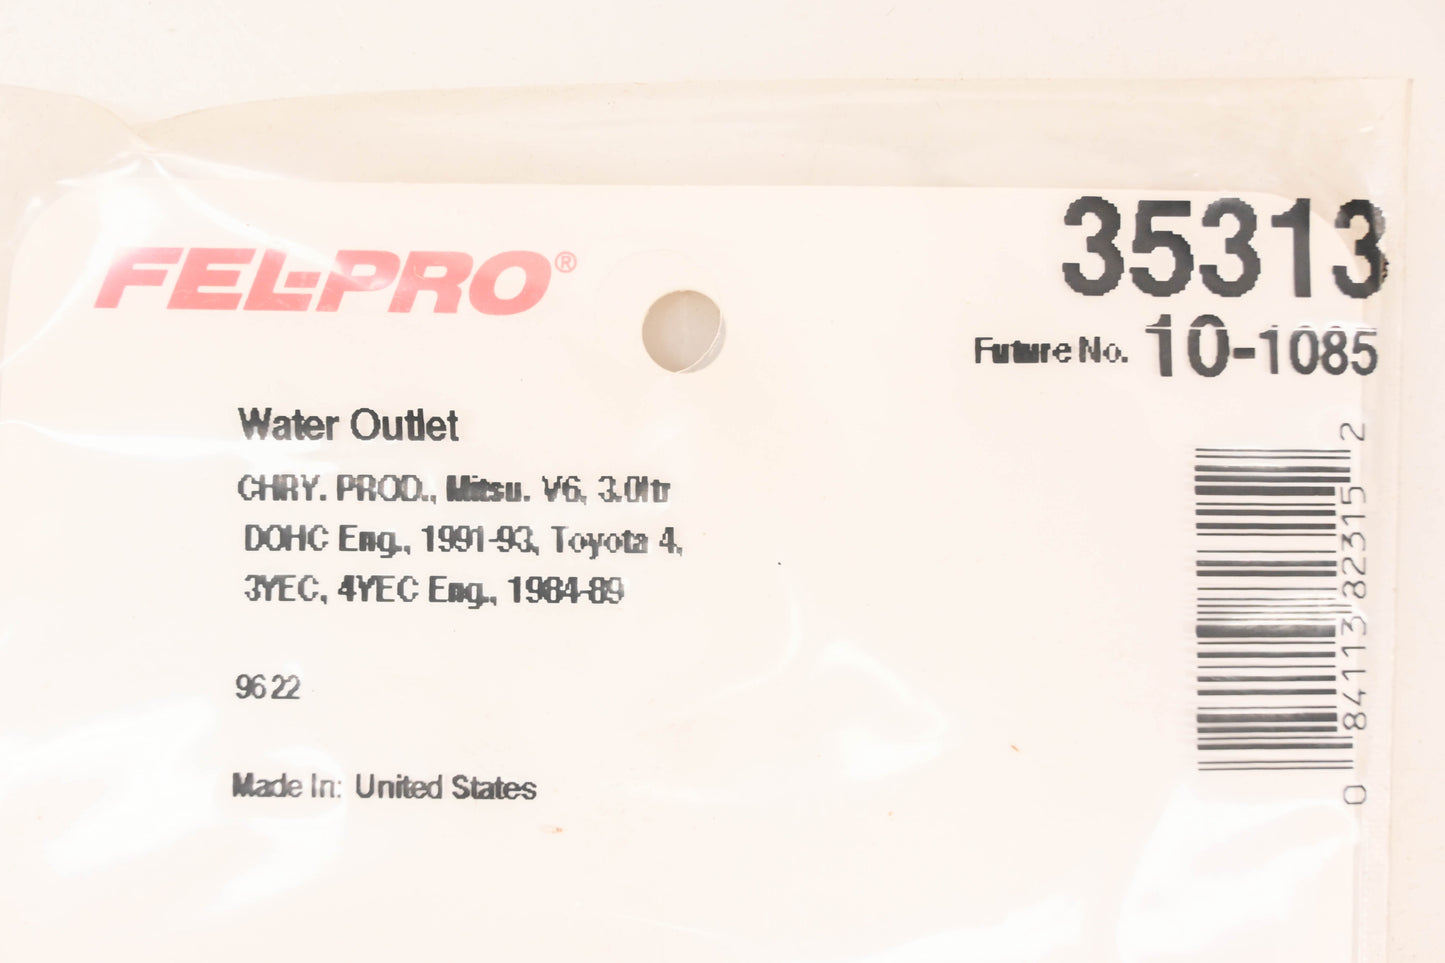 FEL-PRO®
35313
Future No. 10-1085
Water Outlet
CHRY. PROD., Mitsu. V6, 3.0ltr
DOHC Eng., 1991-93, Toyota 4,
3YEC, 4YEC Eng., 1984-89
9622
Made In: United States
0 84113 82315 2